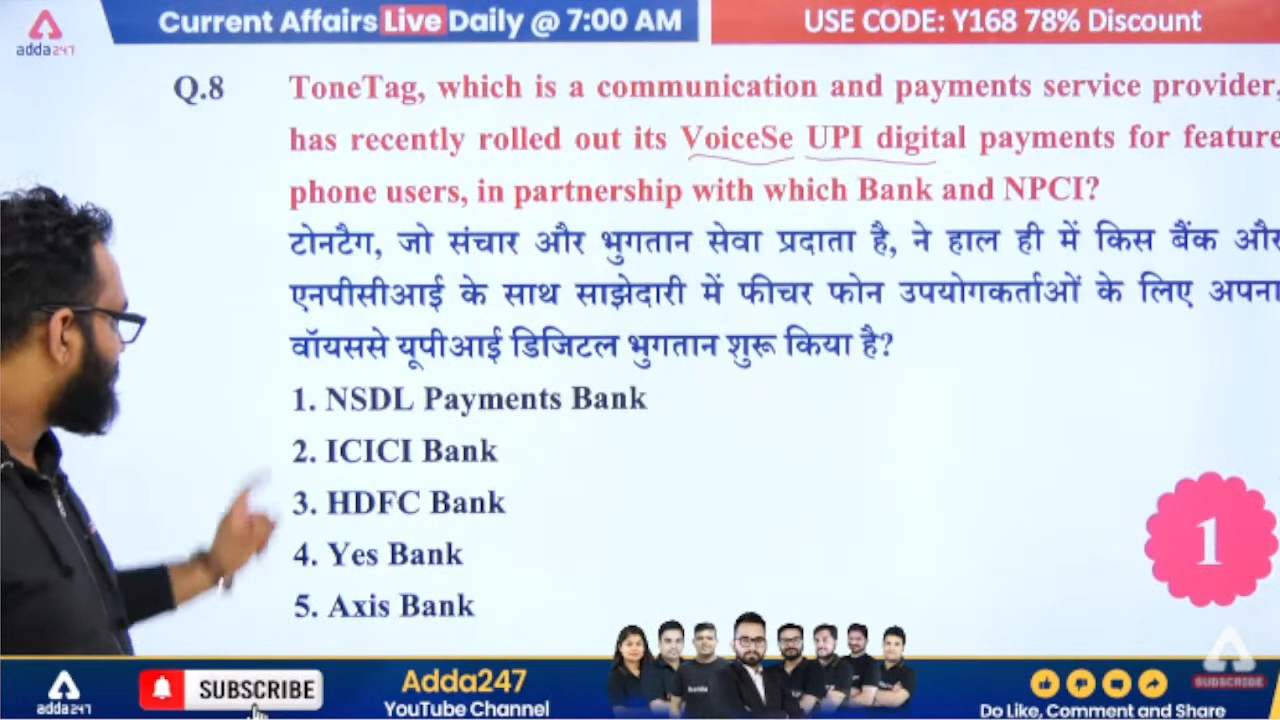 adda247
Current Affairs Live Daily @ 7:00 AM
USE CODE: Y168 78% Discount
Q.8
ToneTag, which is a communication and payments service provider,
has recently rolled out its VoiceSe UPI digital payments for feature
phone users, in partnership with which Bank and NPCI?
टोनटैग, जो संचार और भुगतान सेवा प्रदाता है, ने हाल ही में किस बैंक और
एनपीसीआई के साथ साझेदारी में फीचर फोन उपयोगकर्ताओं के लिए अपना
वॉयससे यूपीआई डिजिटल भुगतान शुरू किया है?
1. NSDL Payments Bank
2. ICICI Bank
3. HDFC Bank
4. Yes Bank
5. Axis Bank
1
adda247
SUBSCRIBE
Adda247
YouTube Channel
SUBSCRIBE
Do Like, Comment and Share